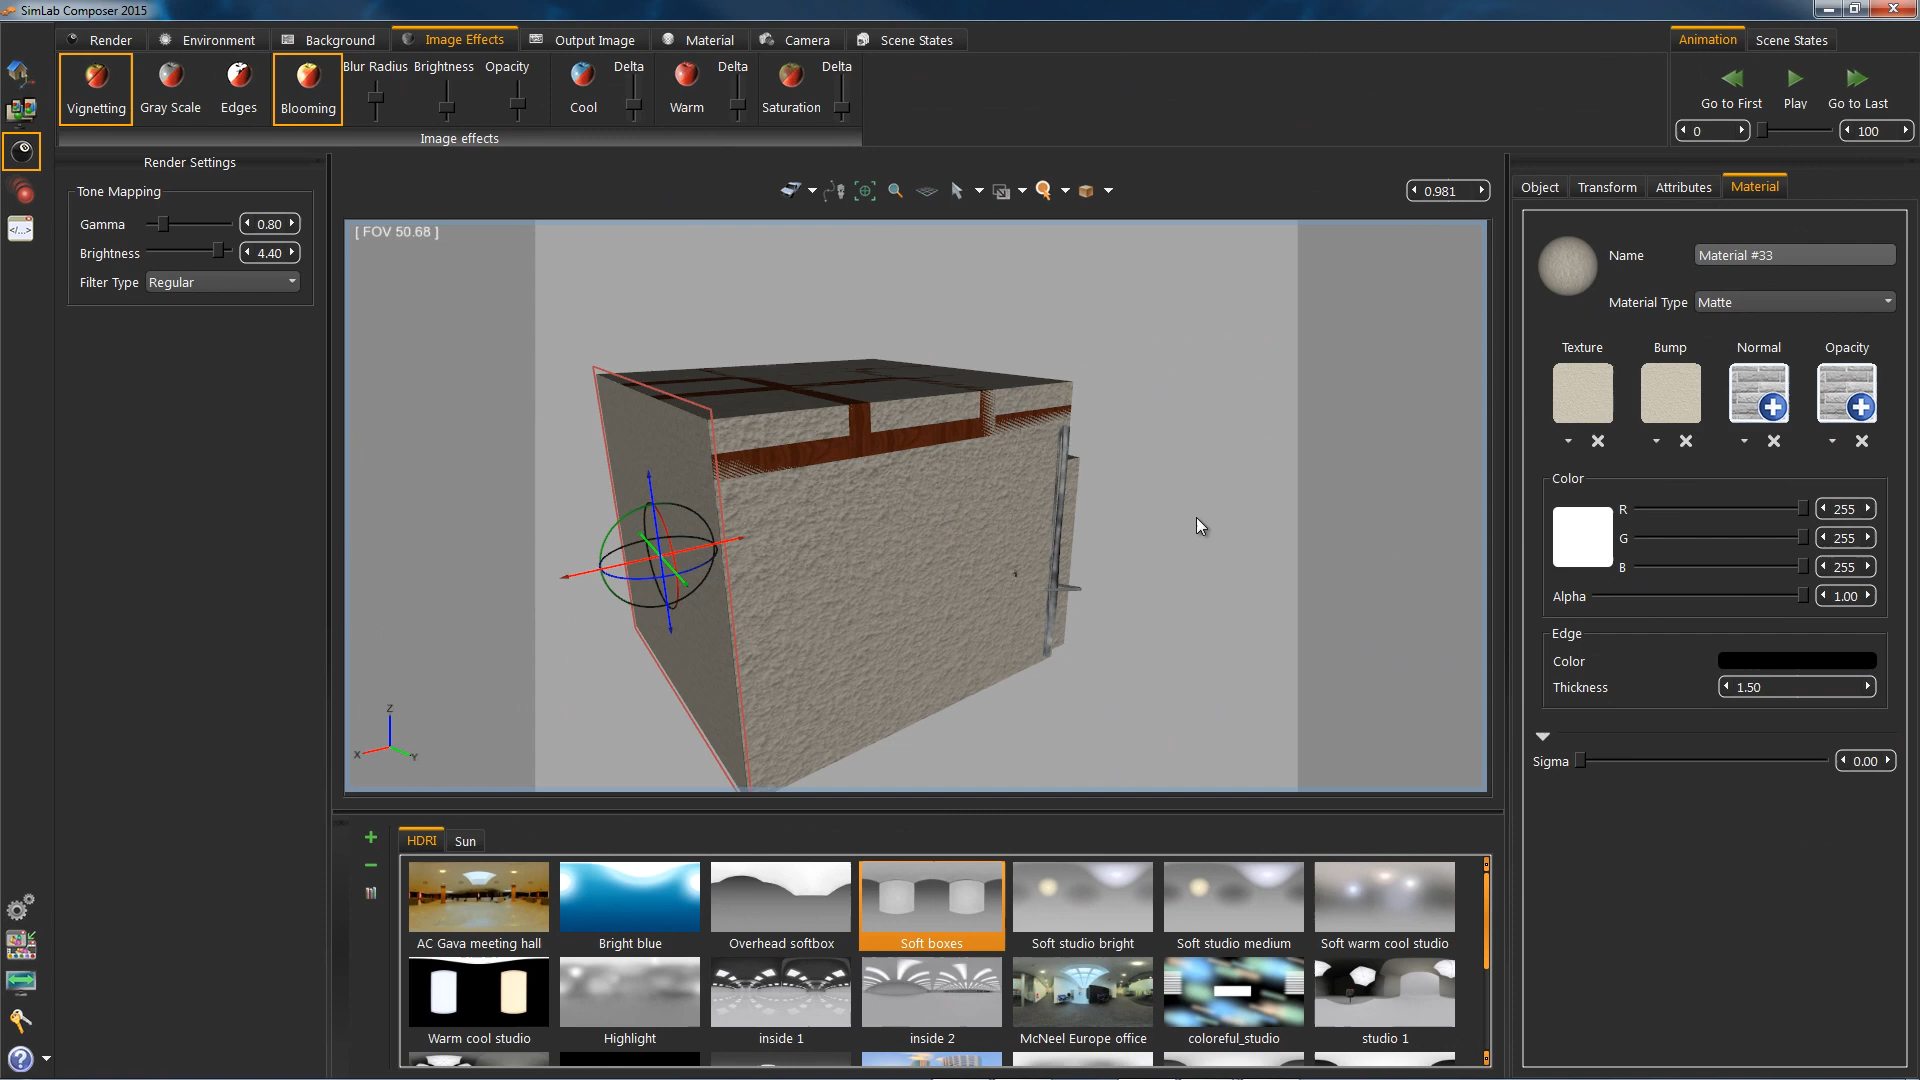 SimLab Composer 2015
Render
Environment
Background
Image Effects
Output Image
Material
Camera
Scene States
Animation
Scene States
Vignetting
Gray Scale
Edges
Blooming
Blur Radius
Brightness
Opacity
Cool
Delta
Warm
Delta
Saturation
Delta
Image effects
Go to First
Play
Go to Last
0
100
Render Settings
Tone Mapping
Gamma
0.80
Brightness
4.40
Filter Type
Regular
0.981
[ FOV 50.68 ]
Z
X
Y
Object
Transform
Attributes
Material
Name
Material #33
Material Type
Matte
Texture
Bump
Normal
Opacity
Color
R
255
G
255
B
255
Alpha
1.00
Edge
Color
Thickness
1.50
Sigma
0.00
HDRI
Sun
AC Gava meeting hall
Bright blue
Overhead softbox
Soft boxes
Soft studio bright
Soft studio medium
Soft warm cool studio
Warm cool studio
Highlight
inside 1
inside 2
McNeel Europe office
coloreful_studio
studio 1